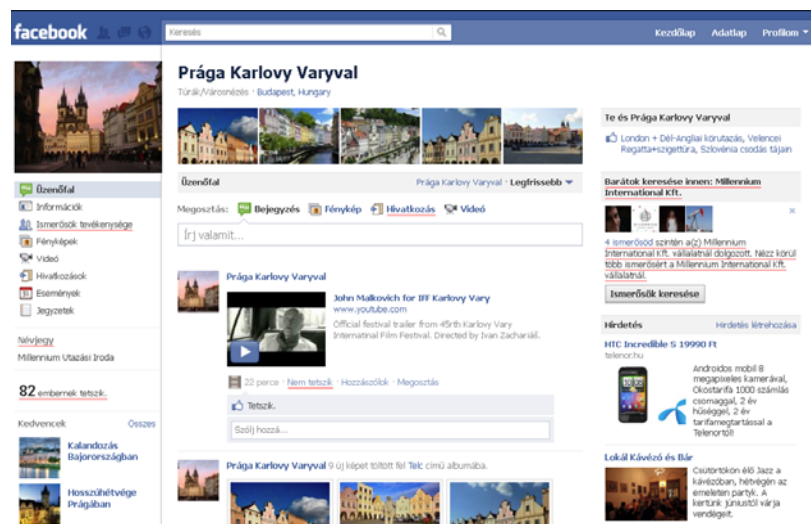 facebook
Keresés
Kezdőlap Adatlap Profilom
Prága Karlovy Varyval
Túrák/Városnézés · Budapest, Hungary
Üzenőfal
Információk
Ismerősök tevékenysége
Fényképek
Videó
Hivatkozások
Események
Jegyzetek
Névjegy
Millennium Utazási Iroda
82 embernek tetszik.
Kedvencek Összes
Kalandozás
Bajorországban
Hosszúhétvége
Prágában
Üzenőfal Prága Karlovy Varyval · Legfrissebb
Megosztás: Bejegyzés Fénykép Hivatkozás Videó
Írj valamit...
Prága Karlovy Varyval
John Malkovich for IFF Karlovy Vary
www.youtube.com
Official festival trailer from 45rth Karlovy Vary
Internatinal Film Festival. Directed by Ivan Zachariáš.
22 perce · Nem tetszik · Hozzászólok · Megosztás
Tetszik.
Szólj hozzá...
Prága Karlovy Varyval 9 új képet töltött fel Telc című albumába.
Te és Prága Karlovy Varyval
London + Dél-Angliai körutazás, Velencei
Regatta+szigettúra, Szlovénia csodás tájain
Barátok keresése innen: Millennium
International Kft.
4 ismerősöd szintén a(z) Millennium
International Kft. vállalatnál dolgozott. Nézz körül
több ismerősért a Millennium International Kft.
vállalatnál.
Ismerősök keresése
Hirdetés Hirdetés létrehozása
HTC Incredible S 19990 Ft
telenor.hu
Androidos mobil 8
megapixeles kamerával,
Okostarifa 1000 számlás
csomaggal, 2 év
hűséggel, 2 év
tarifamegtartással a
Telenortól!
Lokál Kávézó és Bár
Csütörtökön élő Jazz a
kávézóban, hétvégén az
emeleten partyk. A
kertünk júniustól várja
vendégeit.